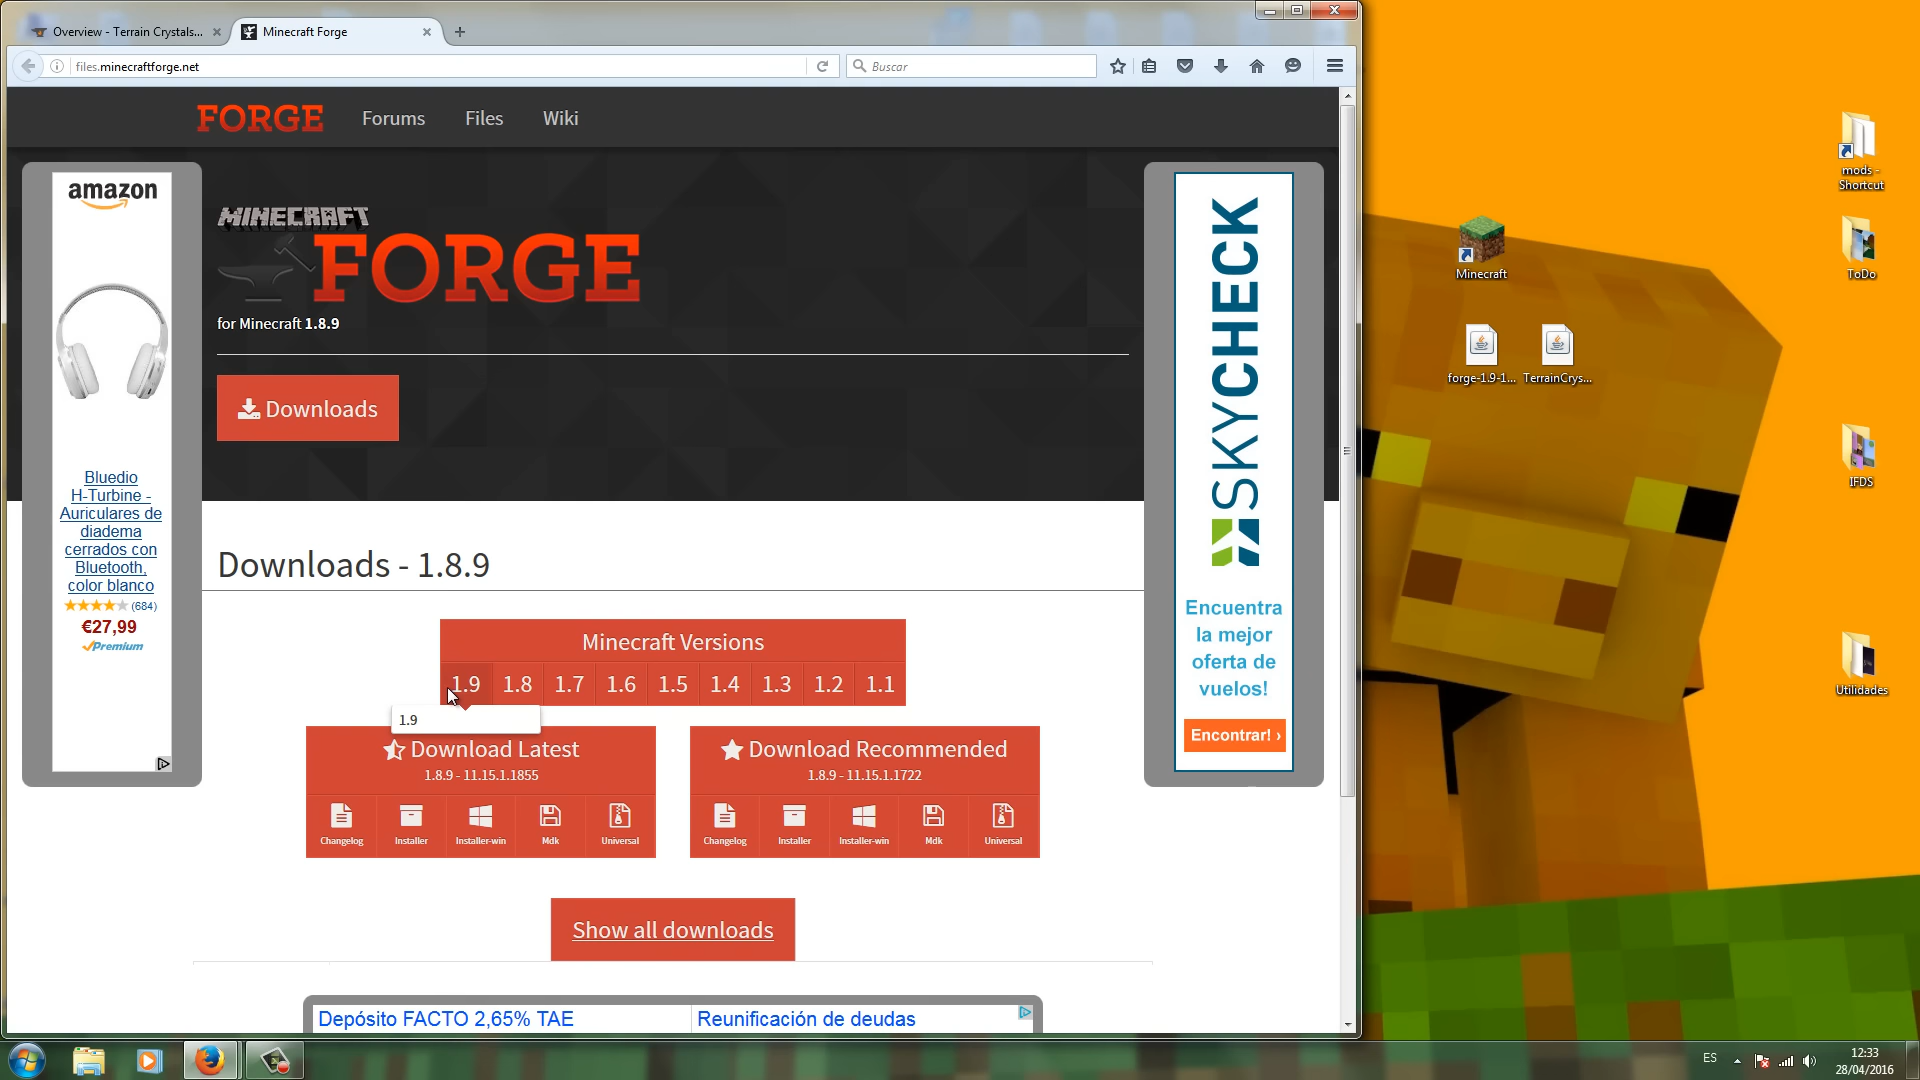 Overview - Terrain Crystals...
Minecraft Forge
files.minecraftforge.net
Buscar
FORGE
Forums
Files
Wiki
amazon
Bluedio
H-Turbine -
Auriculares de
diadema
cerrados con
Bluetooth,
color blanco
(684)
€27,99
Premium
MINECRAFT
FORGE
for Minecraft 1.8.9
Downloads
Downloads - 1.8.9
Minecraft Versions
1.9 1.8 1.7 1.6 1.5 1.4 1.3 1.2 1.1
1.9
Download Latest
1.8.9 - 11.15.1.1855
Changelog Installer Installer-win Mdk Universal
Download Recommended
1.8.9 - 11.15.1.1722
Changelog Installer Installer-win Mdk Universal
Show all downloads
Depósito FACTO 2,65% TAE
Reunificación de deudas
SKYCHECK
Encuentra
la mejor
oferta de
vuelos!
Encontrar! ›
Minecraft
forge-1.9-1...
TerrainCrys...
mods -
Shortcut
ToDo
IFDS
Utilidades
ES
12:33
28/04/2016